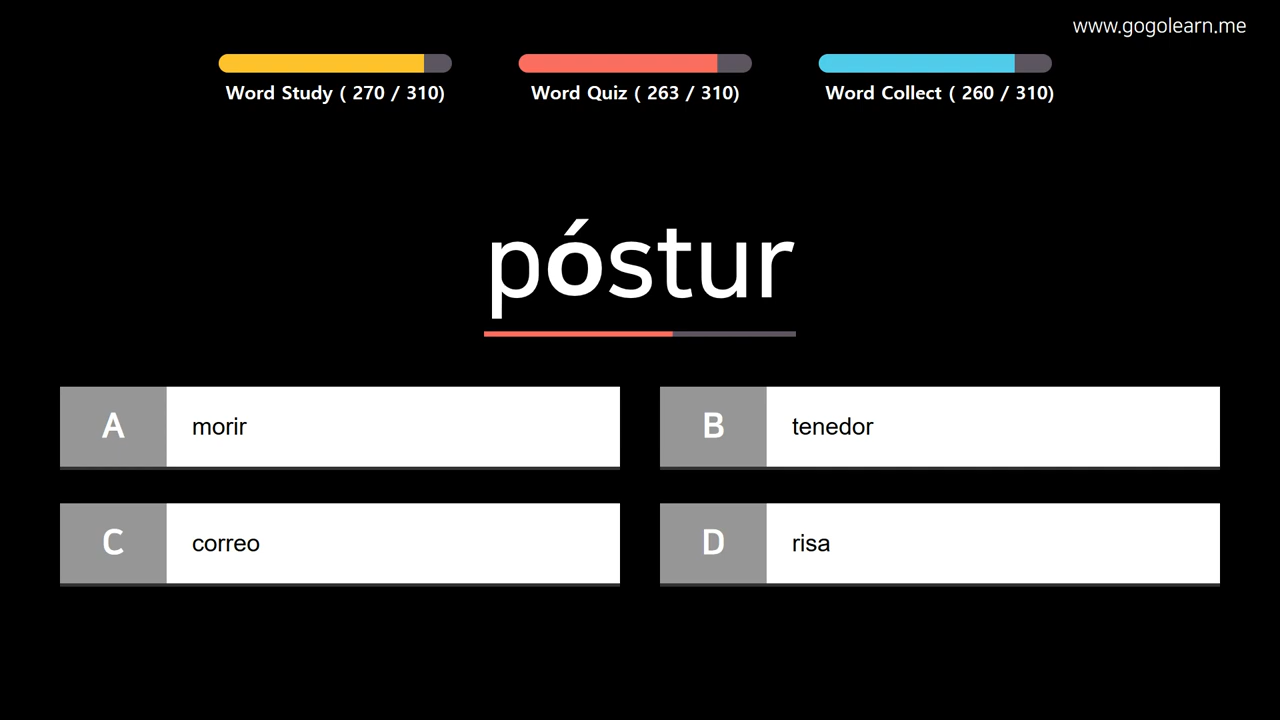 www.gogolearn.me
Word Study ( 270 / 310)
Word Quiz ( 263 / 310)
Word Collect ( 260 / 310)
póstur
A morir
B tenedor
C correo
D risa